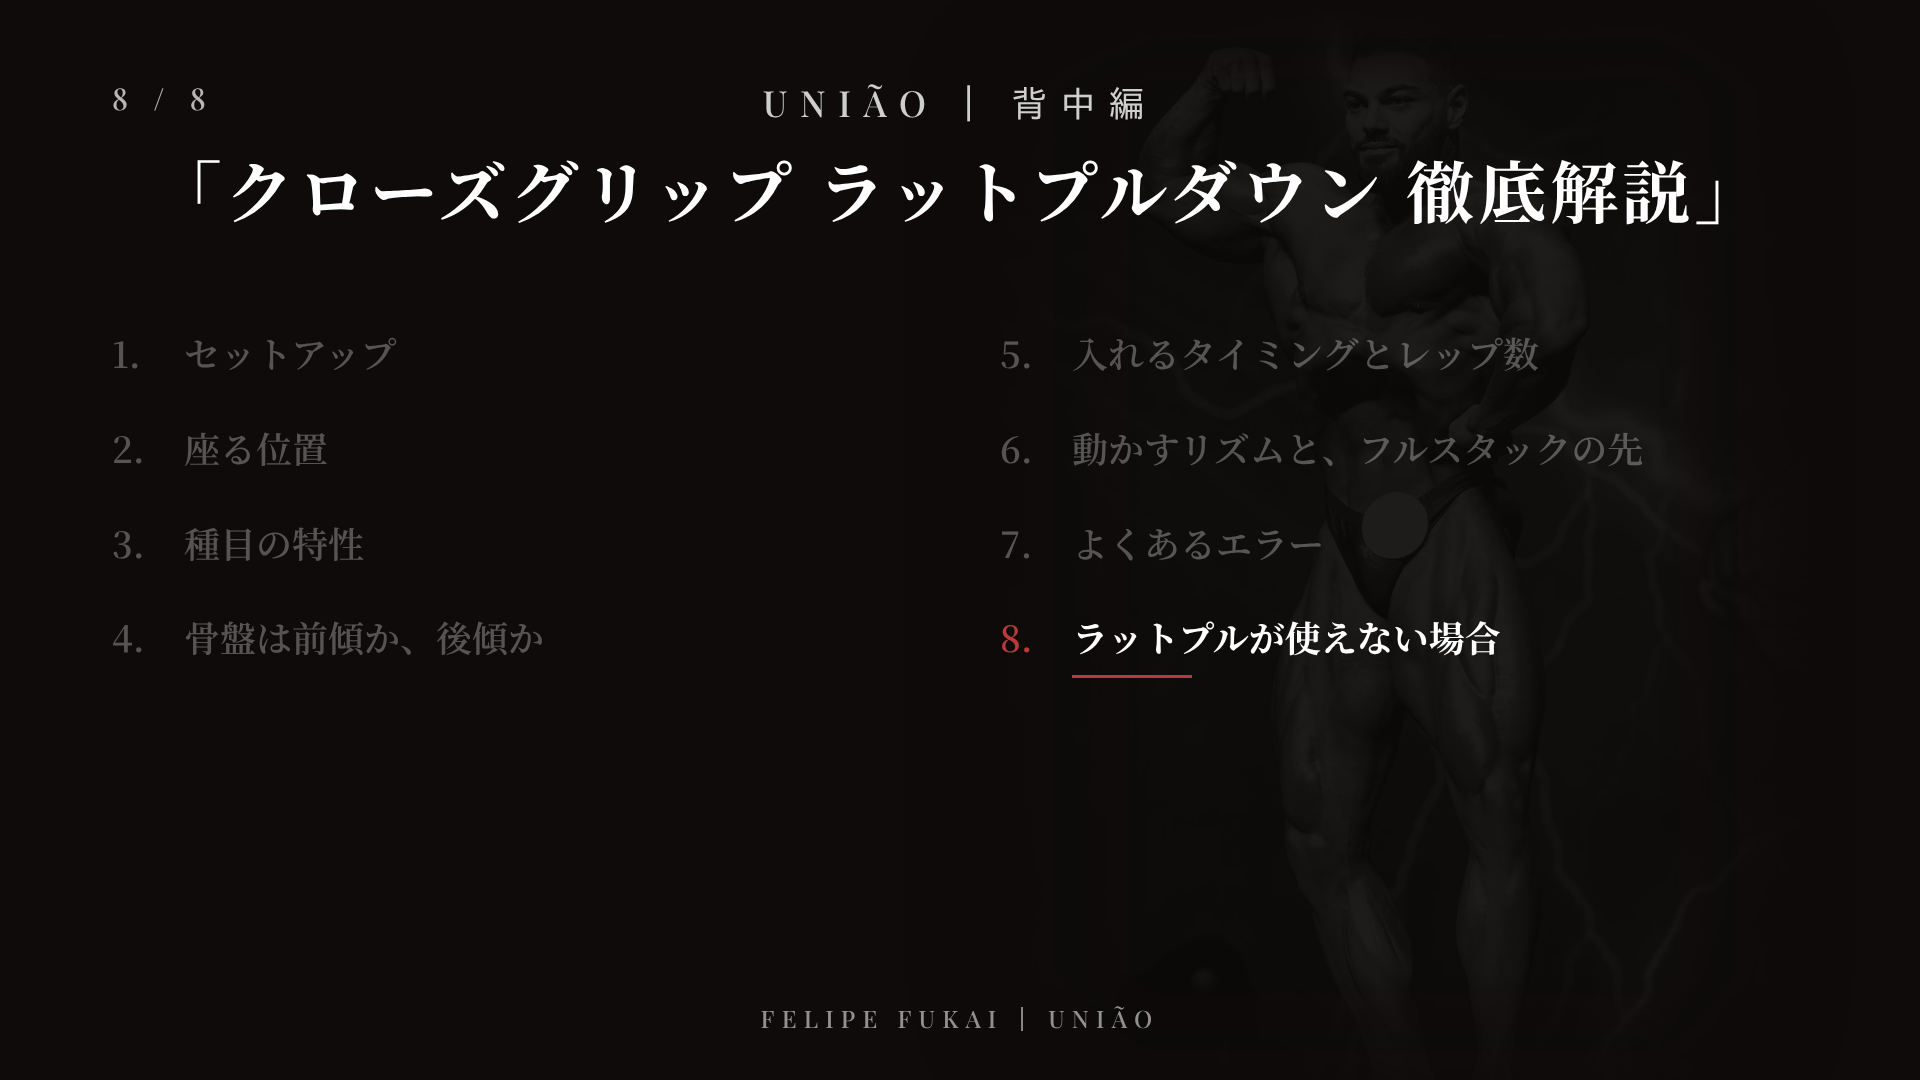 8 / 8
UNIÃO | 背中編
「クローズグリップ ラットプルダウン 徹底解説」
1. セットアップ
2. 座る位置
3. 種目の特性
4. 骨盤は前傾か、後傾か
5. 入れるタイミングとレップ数
6. 動かすリズムと、フルスタックの先
7. よくあるエラー
8. ラットプルが使えない場合
FELIPE FUKAI | UNIÃO